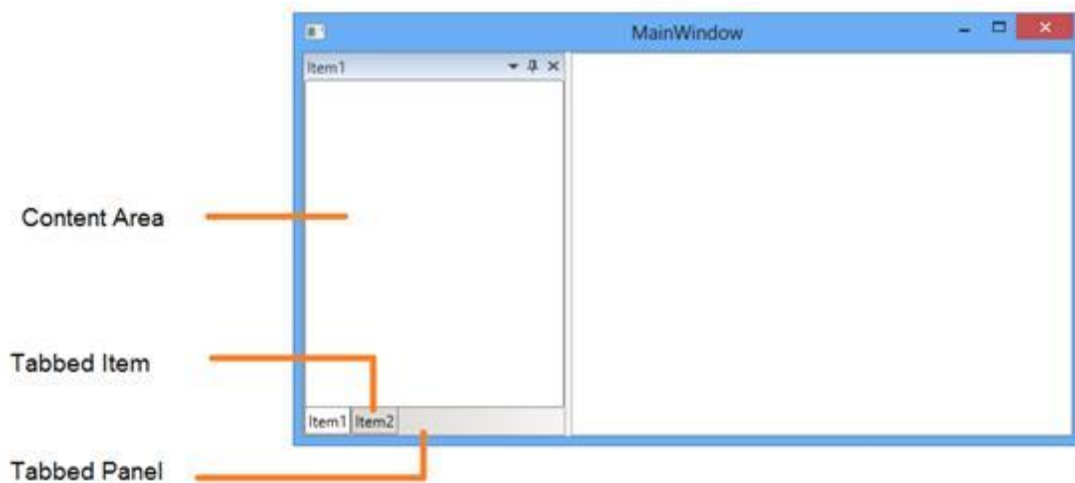 MainWindow
Item1
Content Area
Tabbed Item
Item1 Item2
Tabbed Panel